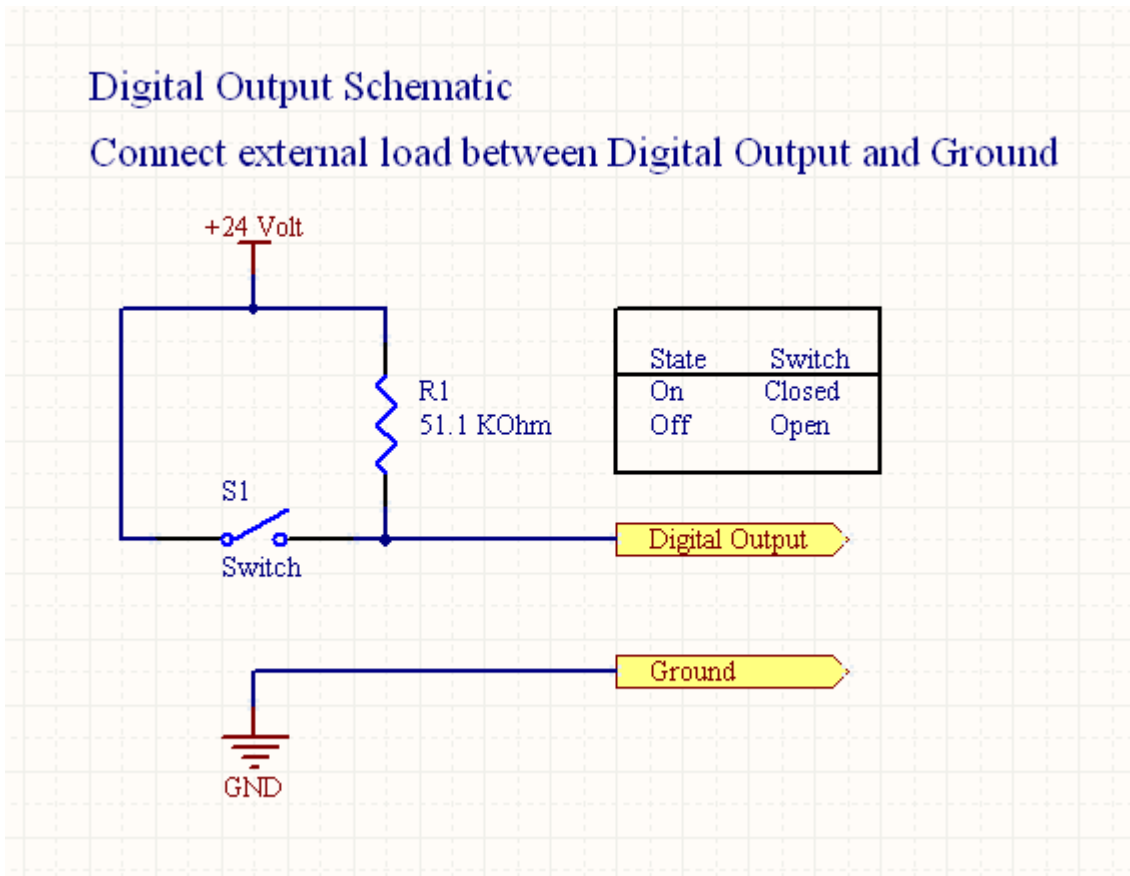 Digital Output Schematic
Connect external load between Digital Output and Ground
+24 Volt
R1
51.1 KOhm
State Switch
On Closed
Off Open
S1
Switch
Digital Output
Ground
GND